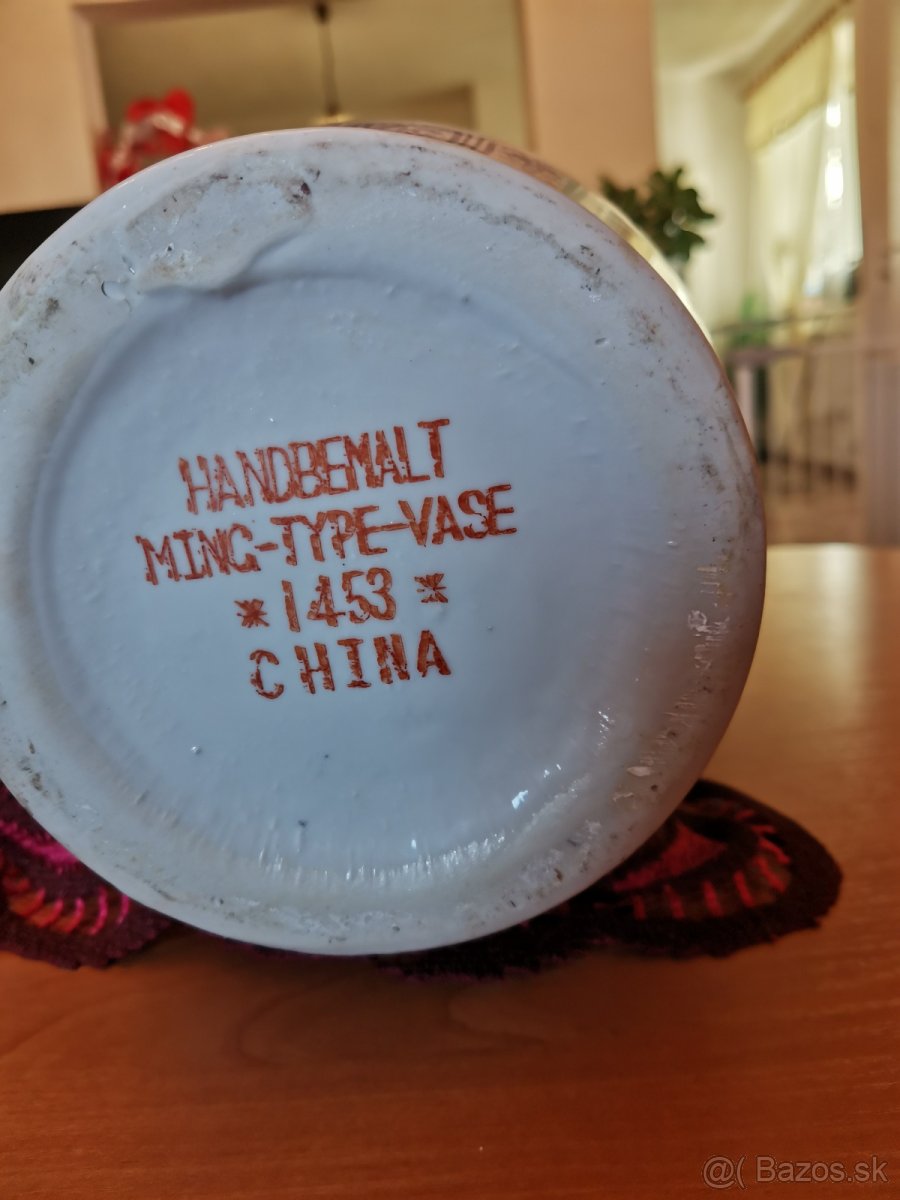 HANDBEMALT
MING-TYPE-VASE
* 1453 *
CHINA
@( Bazos.sk